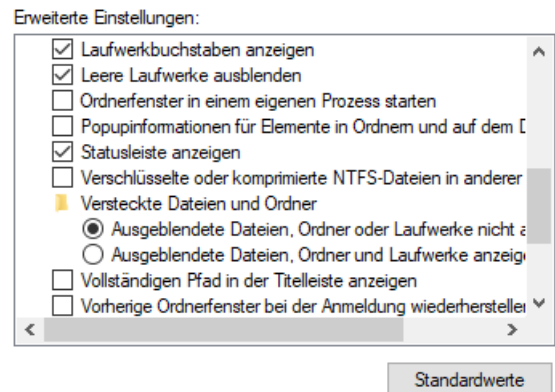 Erweiterte Einstellungen:
Laufwerkbuchstaben anzeigen
Leere Laufwerke ausblenden
Ordnerfenster in einem eigenen Prozess starten
Popupinformationen für Elemente in Ordnern und auf dem
Statusleiste anzeigen
Verschlüsselte oder komprimierte NTFS-Dateien in anderer
Versteckte Dateien und Ordner
Ausgeblendete Dateien, Ordner oder Laufwerke nicht
Ausgeblendete Dateien, Ordner und Laufwerke
Vollständigen Pfad in der Titelleiste anzeigen
Vorherige Ordnerfenster bei der Anmeldung
Standardwerte